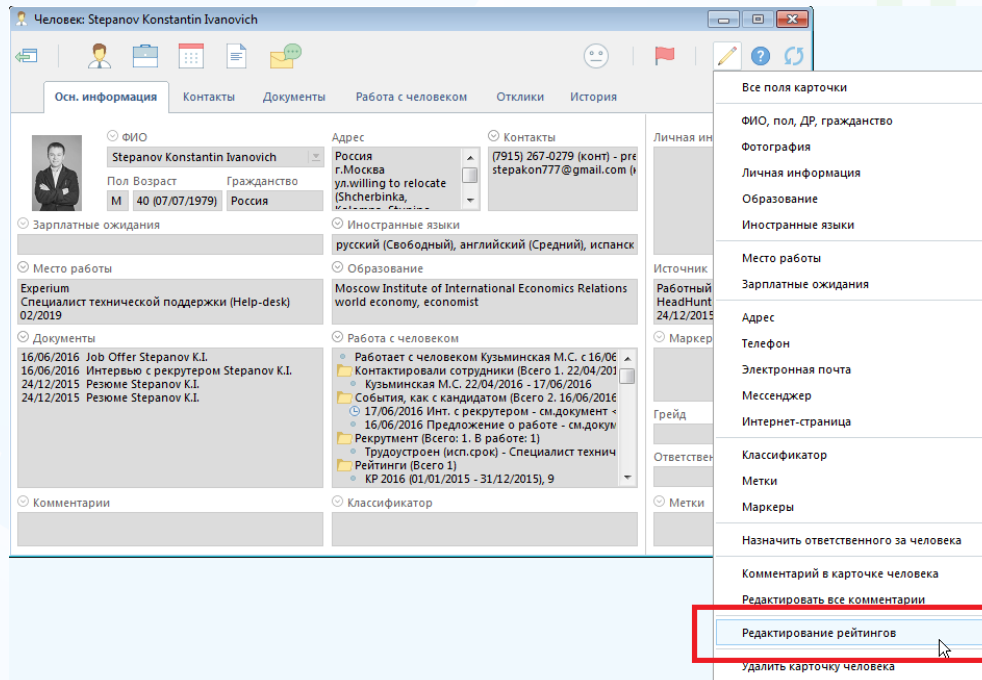 Человек: Stepanov Konstantin Ivanovich
Осн. информация Контакты Документы Работа с человеком Отклики История
ФИО
Stepanov Konstantin Ivanovich
Пол Возраст Гражданство
М 40 (07/07/1979) Россия
Адрес
Россия
г.Москва
ул.willing to relocate
(Shcherbinka,
Контакты
(7915) 267-0279 (конт) - pre
stepakon777@gmail.com (
Личная ин
Зарплатные ожидания
Иностранные языки
русский (Свободный), английский (Средний), испанск
Место работы
Experium
Специалист технической поддержки (Help-desk)
02/2019
Образование
Moscow Institute of International Economics Relations
world economy, economist
Источник
Работный
HeadHunt
24/12/2015
Документы
16/06/2016 Job Offer Stepanov K.I.
16/06/2016 Интервью с рекрутером Stepanov K.I.
24/12/2015 Резюме Stepanov K.I.
24/12/2015 Резюме Stepanov K.I.
Работа с человеком
Работает с человеком Кузьминская М.С. с 16/06
Контактировали сотрудники (Всего 1. 22/04/201
Кузьминская М.С. 22/04/2016 - 17/06/2016
События, как с кандидатом (Всего 2. 16/06/2016
17/06/2016 Инт. с рекрутером - см.документ <
16/06/2016 Предложение о работе - см.докум
Рекрутмент (Всего: 1. В работе: 1)
Трудоустроен (исп.срок) - Специалист технич
Рейтинги (Всего 1)
КР 2016 (01/01/2015 - 31/12/2015), 9
Маркер
Грейд
Ответствен
Комментарии
Классификатор
Метки
Все поля карточки
ФИО, пол, ДР, гражданство
Фотография
Личная информация
Образование
Иностранные языки
Место работы
Зарплатные ожидания
Адрес
Телефон
Электронная почта
Мессенджер
Интернет-страница
Классификатор
Метки
Маркеры
Назначить ответственного за человека
Комментарий в карточке человека
Редактировать все комментарии
Редактирование рейтингов
Удалить карточку человека